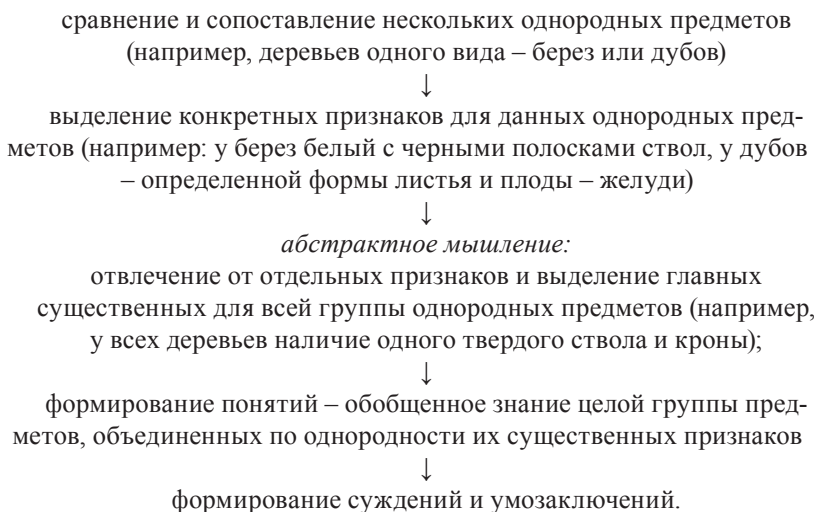 сравнение и сопоставление нескольких однородных предметов
(например, деревьев одного вида – берез или дубов)
↓
выделение конкретных признаков для данных однородных пред-
метов (например: у берез белый с черными полосками ствол, у дубов
– определенной формы листья и плоды – желуди)
↓
абстрактное мышление:
отвлечение от отдельных признаков и выделение главных
существенных для всей группы однородных предметов (например,
у всех деревьев наличие одного твердого ствола и кроны);
↓
формирование понятий – обобщенное знание целой группы пред-
метов, объединенных по однородности их существенных признаков
↓
формирование суждений и умозаключений.